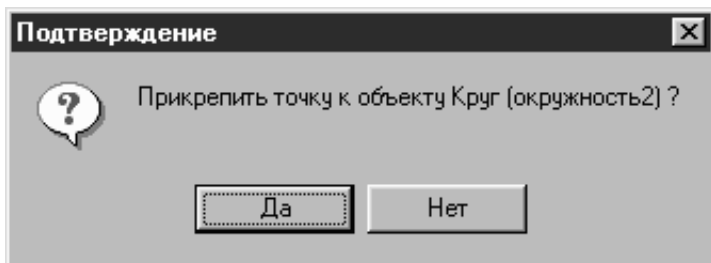 Подтверждение
Прикрепить точку к объекту Круг (окружность2) ?
Да
Нет